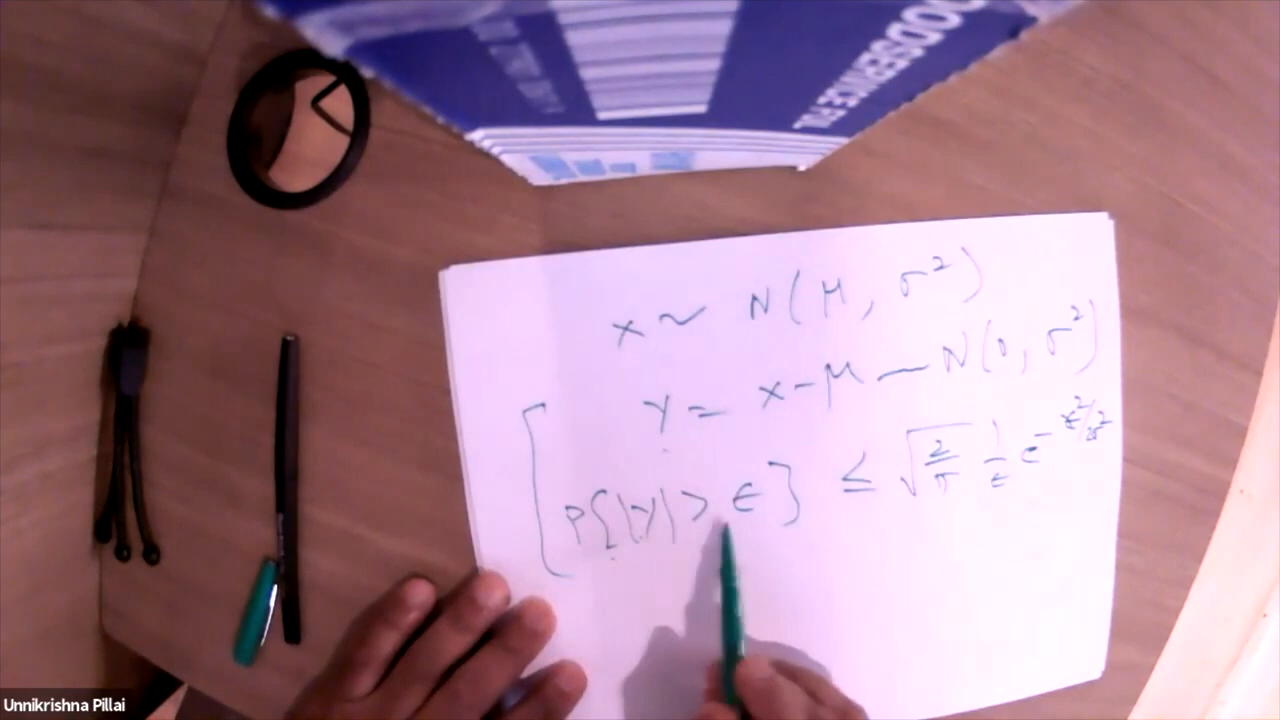 x ~ N(μ, σ²)
Y = x-μ ~ N(0, σ²)
P{|Y| > ε} ≤ √(2/π) 1/ε e^(-ε²/2σ²)
Unnikrishna Pillai